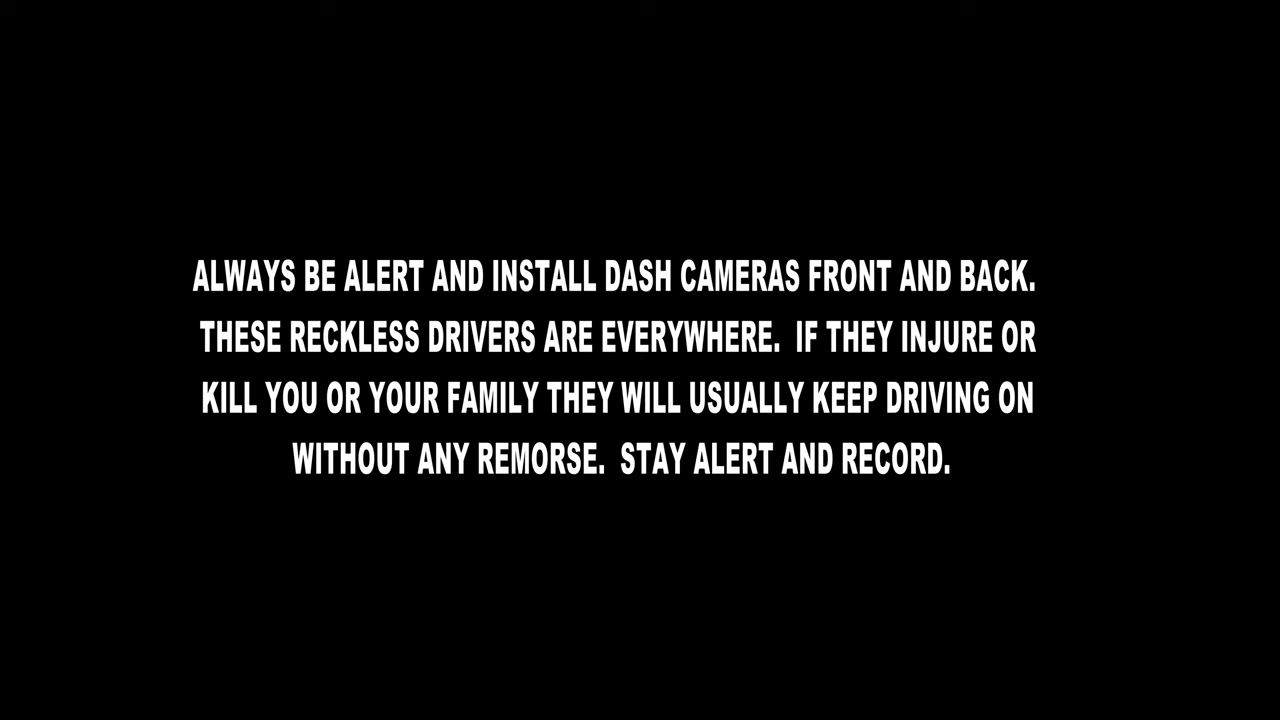 ALWAYS BE ALERT AND INSTALL DASH CAMERAS FRONT AND BACK.
THESE RECKLESS DRIVERS ARE EVERYWHERE.  IF THEY INJURE OR
KILL YOU OR YOUR FAMILY THEY WILL USUALLY KEEP DRIVING ON
WITHOUT ANY REMORSE.  STAY ALERT AND RECORD.